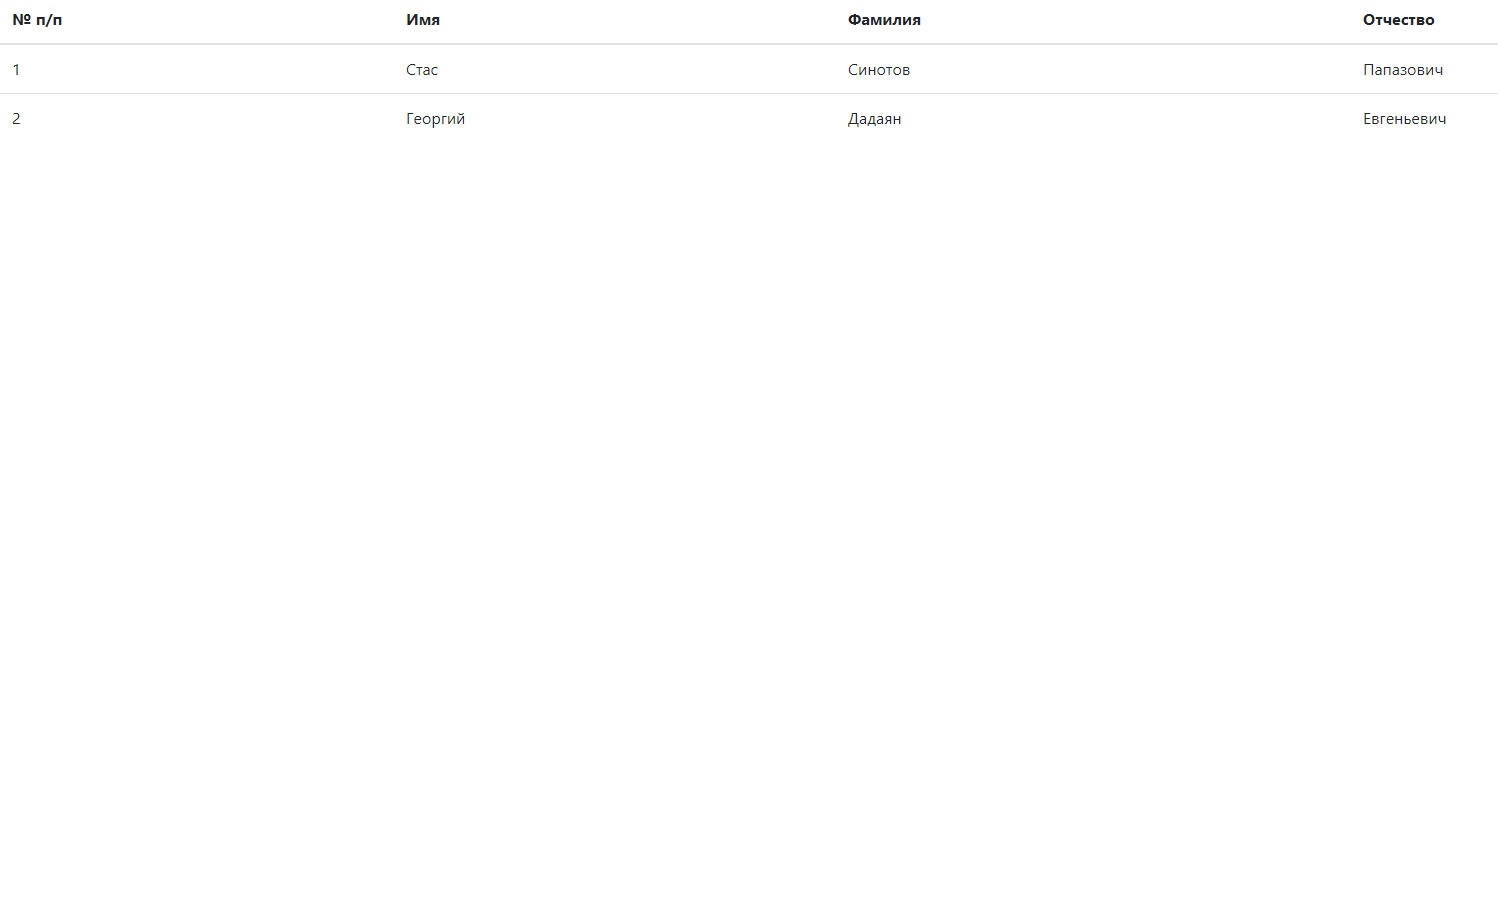 № п/п Имя Фамилия Отчество
1 Стас Синотов Папазович
2 Георгий Дадаян Евгеньевич